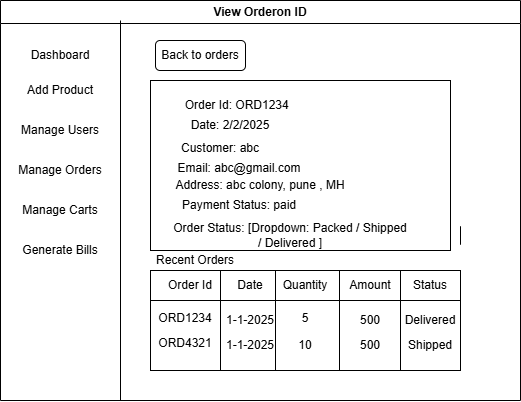 View Orderon ID
Dashboard
Add Product
Manage Users
Manage Orders
Manage Carts
Generate Bills
Back to orders
Order Id: ORD1234
Date: 2/2/2025
Customer: abc
Email: abc@gmail.com
Address: abc colony, pune , MH
Payment Status: paid
Order Status: [Dropdown: Packed / Shipped
/ Delivered ]
Recent Orders
Order Id Date Quantity Amount Status
ORD1234 1-1-2025 5 500 Delivered
ORD4321 1-1-2025 10 500 Shipped